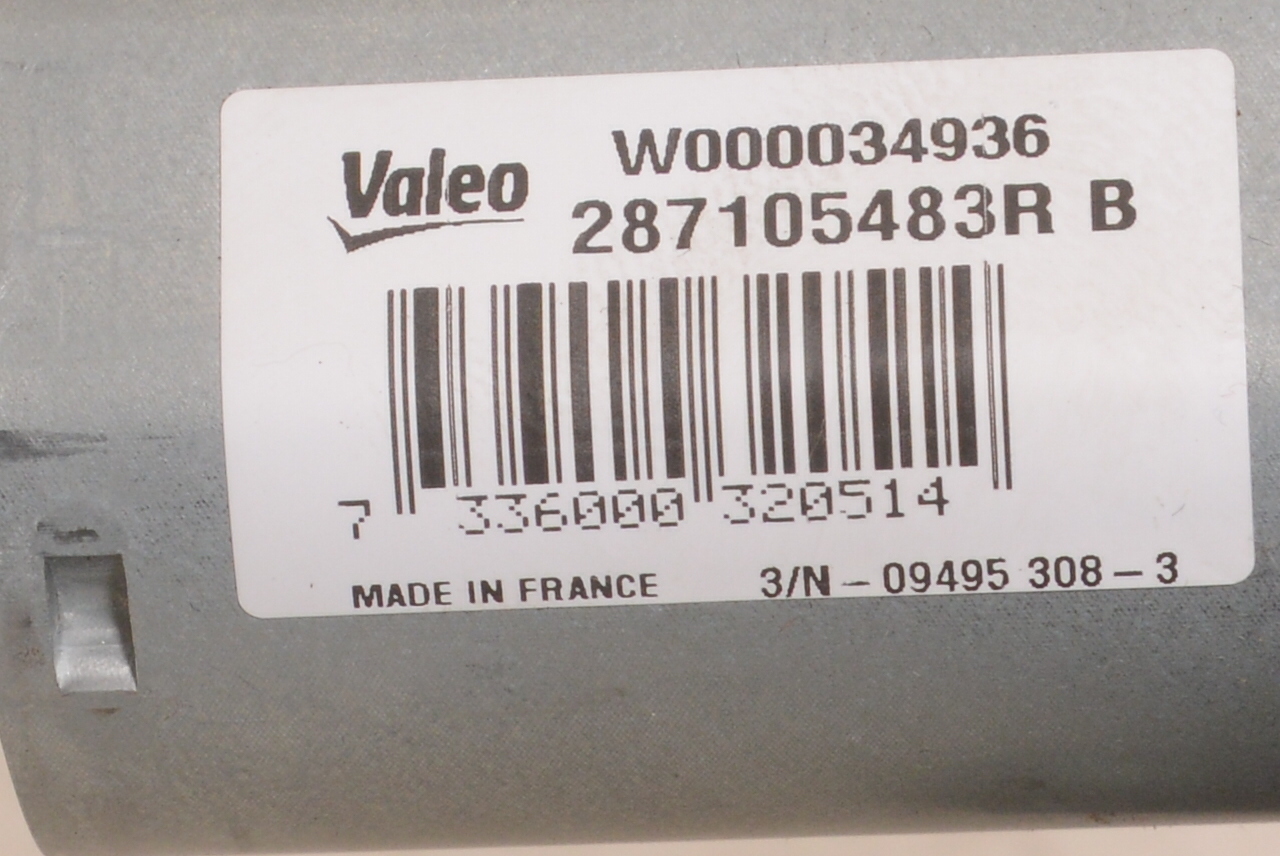 Valeo
W000034936
287105483R B
7 336000 320514
MADE IN FRANCE 3/N – 09495 308 – 3